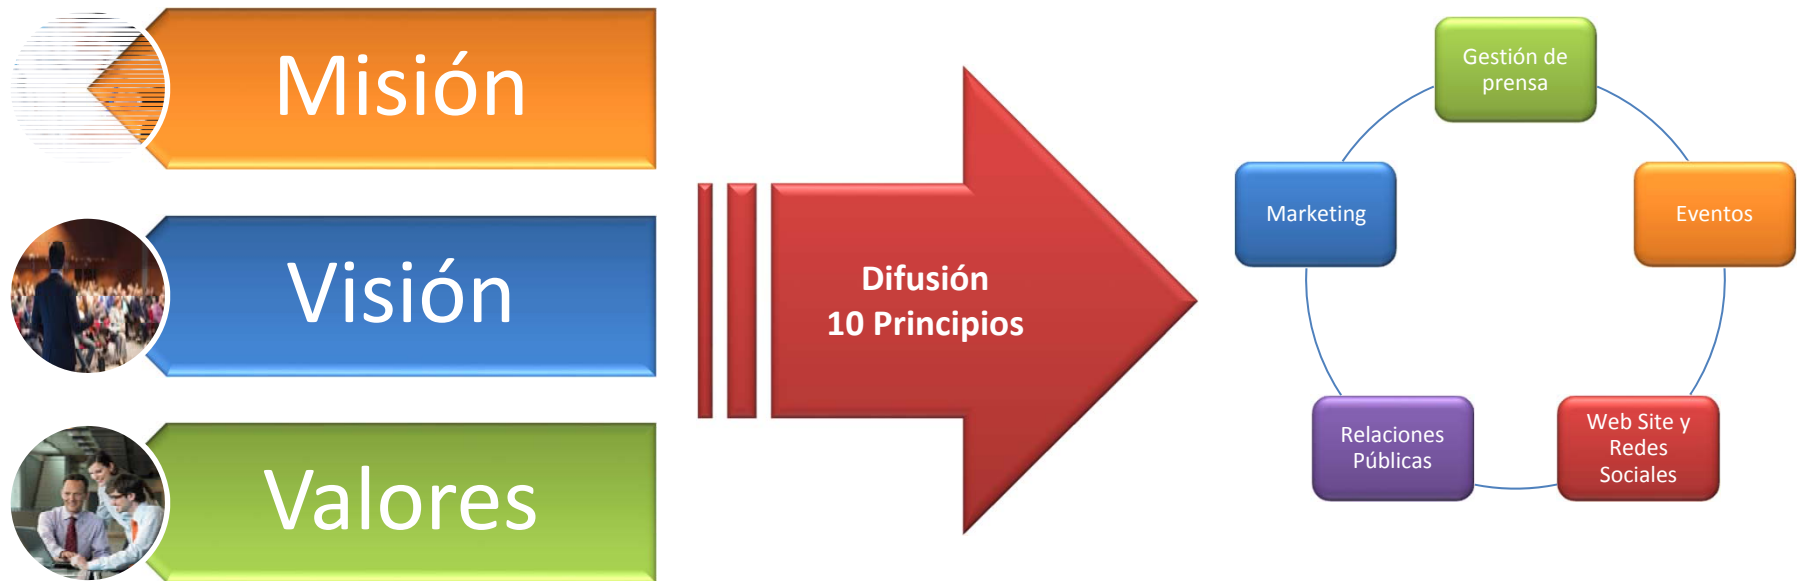 Misión
Visión
Valores
Difusión
10 Principios
Gestión de
prensa
Eventos
Web Site y
Redes
Sociales
Relaciones
Públicas
Marketing